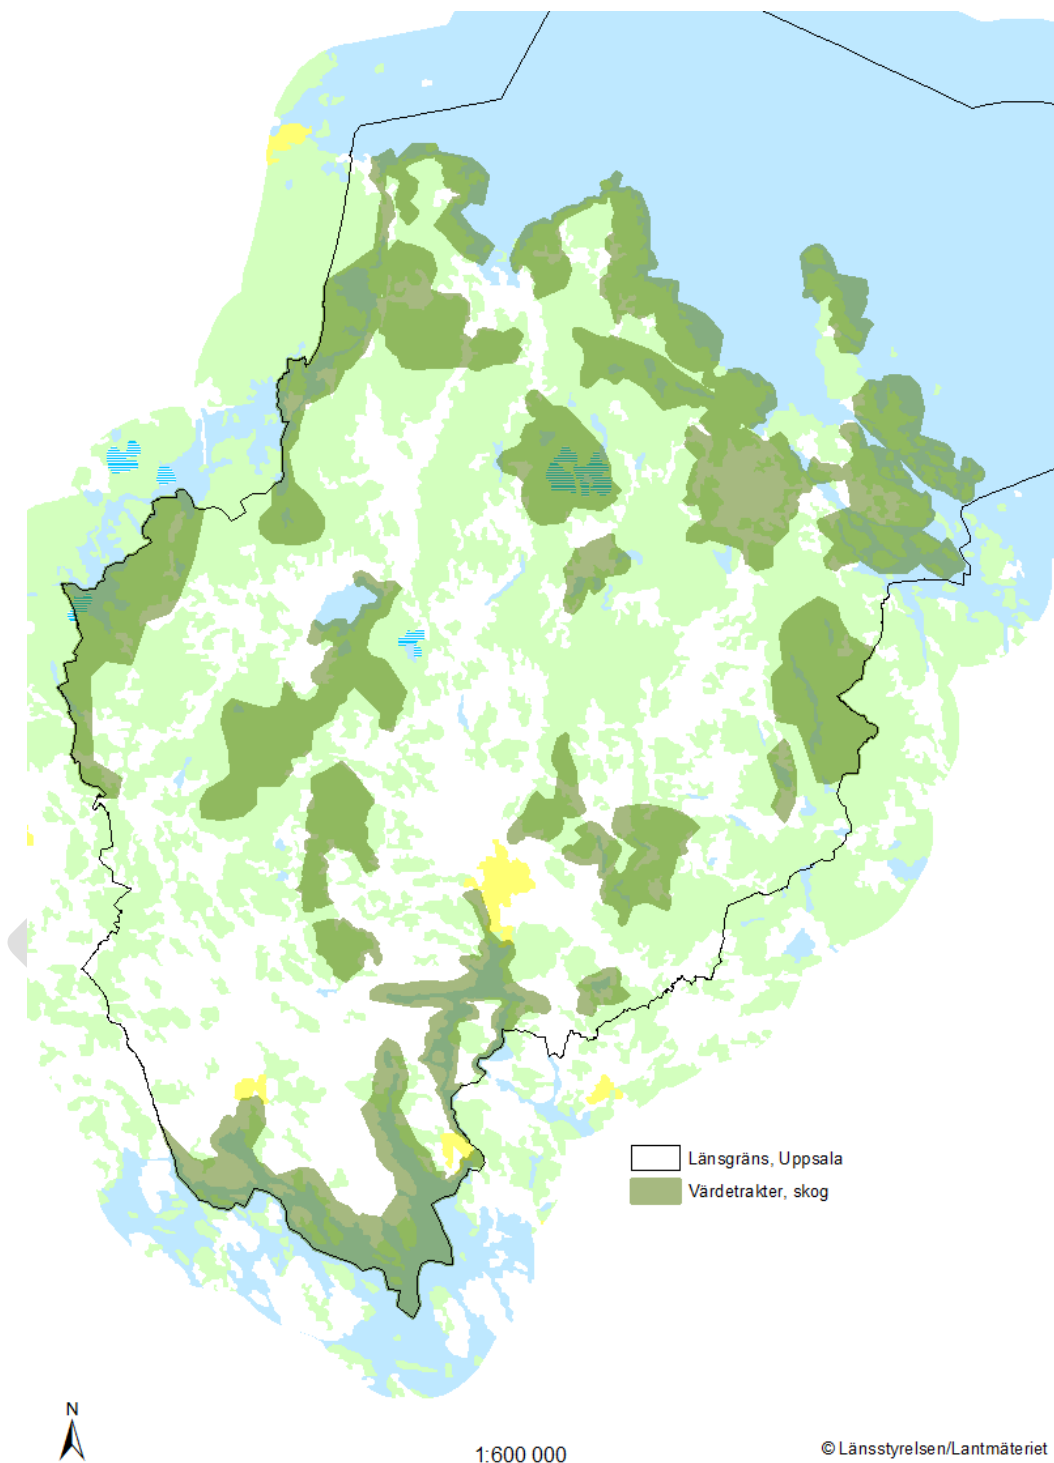 Länsgräns, Uppsala
Värdetrakter, skog
N
1:600 000
© Länsstyrelsen/Lantmäteriet